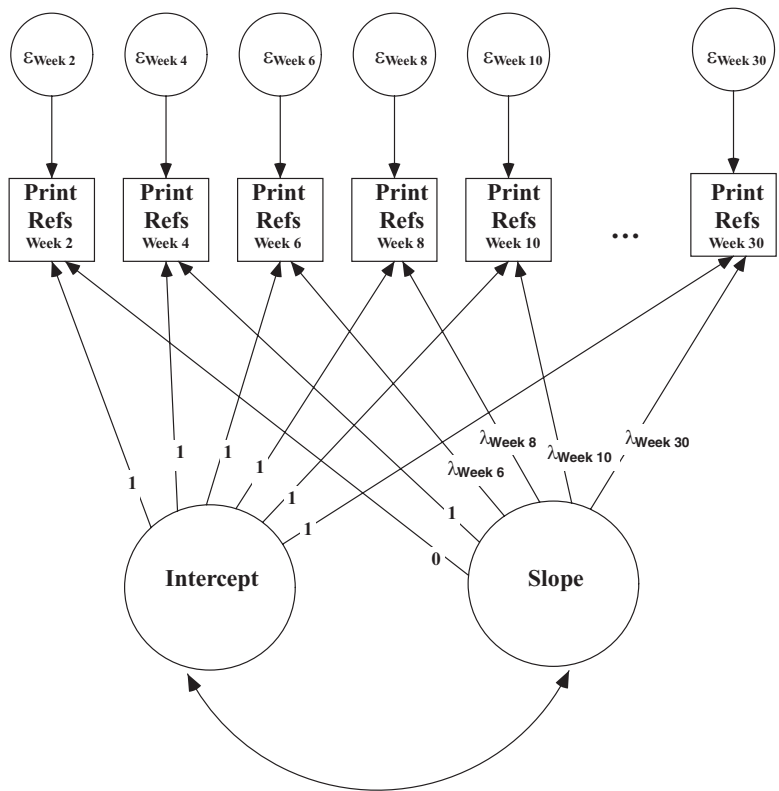 εWeek 2 εWeek 4 εWeek 6 εWeek 8 εWeek 10 εWeek 30
Print Print Print Print Print Print
Refs Refs Refs Refs Refs Refs
Week 2 Week 4 Week 6 Week 8 Week 10 ... Week 30
1 1 1 1 1 1
0 1 λWeek 6 λWeek 8 λWeek 10 λWeek 30
Intercept Slope